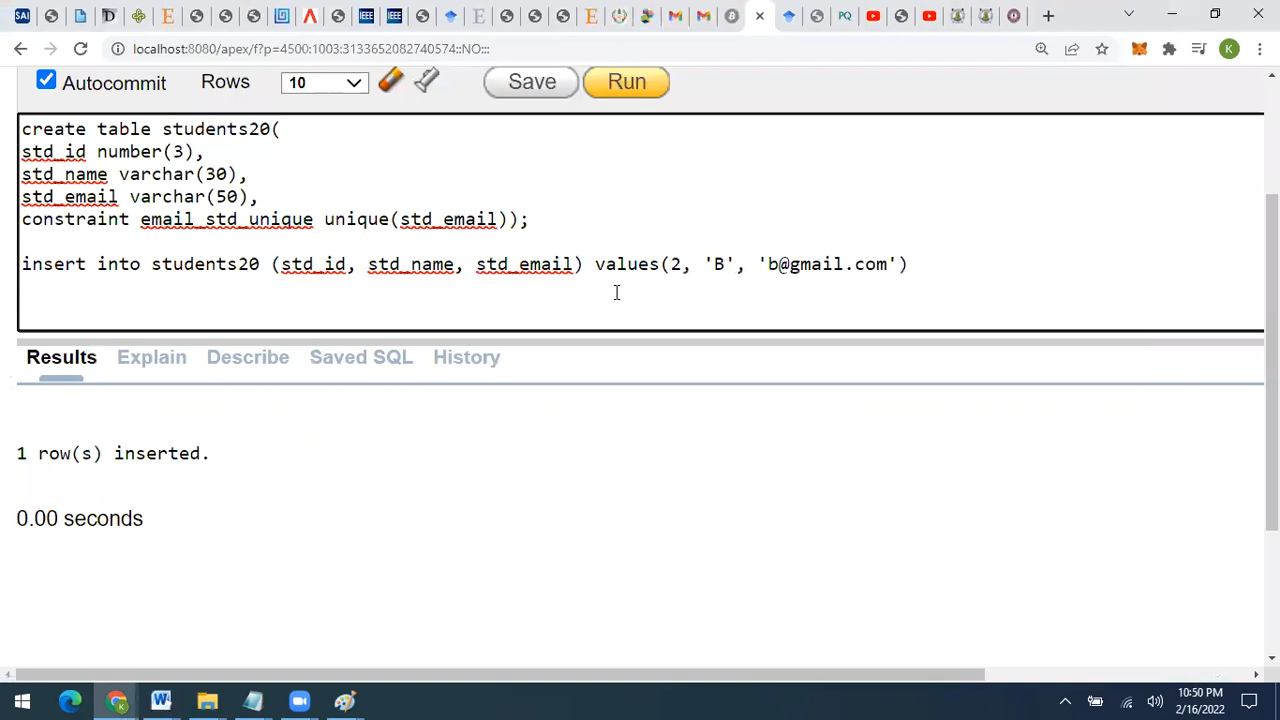 SAI
PQ
localhost:8080/apex/f?p=4500:1003:3133652082740574::NO:::
K
Autocommit Rows 10 Save Run
create table students20(
std_id number(3),
std_name varchar(30),
std_email varchar(50),
constraint email_std_unique unique(std_email));
insert into students20 (std_id, std_name, std_email) values(2, 'B', 'b@gmail.com')
Results Explain Describe Saved SQL History
1 row(s) inserted.
0.00 seconds
10:50 PM
2/16/2022